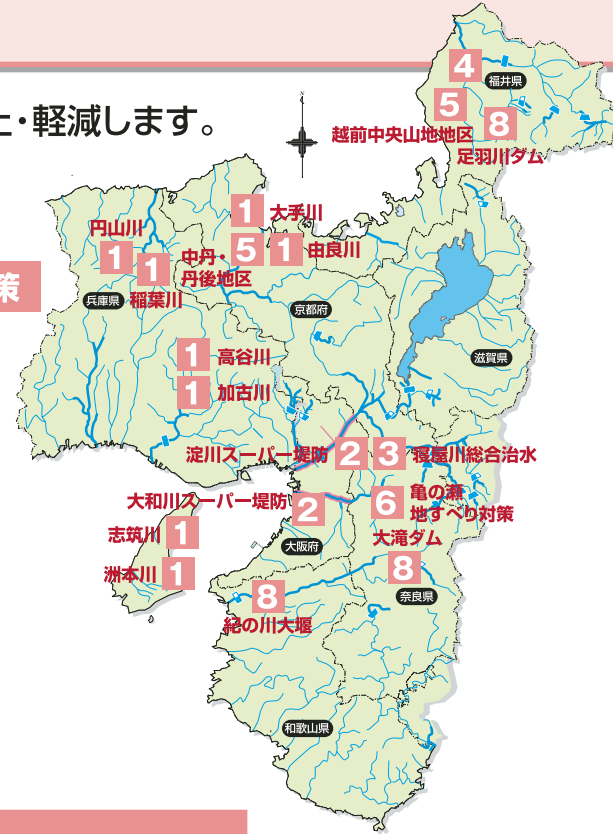 止・軽減します。
策
4
福井県
5
8
越前中央山地地区
足羽川ダム
N
1
大手川
円山川
1
1
稲葉川
中丹・
丹後地区
5
1
由良川
兵庫県
京都府
滋賀県
1
高谷川
1
加古川
淀川スーパー堤防
2
3
寝屋川総合治水
大和川スーパー堤防
2
6
亀の瀬
地すべり対策
志筑川
1
大阪府
大滝ダム
8
洲本川
1
奈良県
8
紀の川大堰
和歌山県